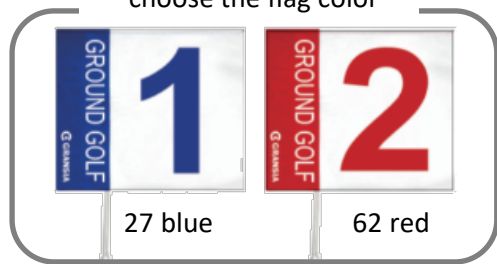 choose the flag color
GROUND GOLF
GRANSIA
1
GROUND GOLF
GRANSIA
2
27 blue
62 red